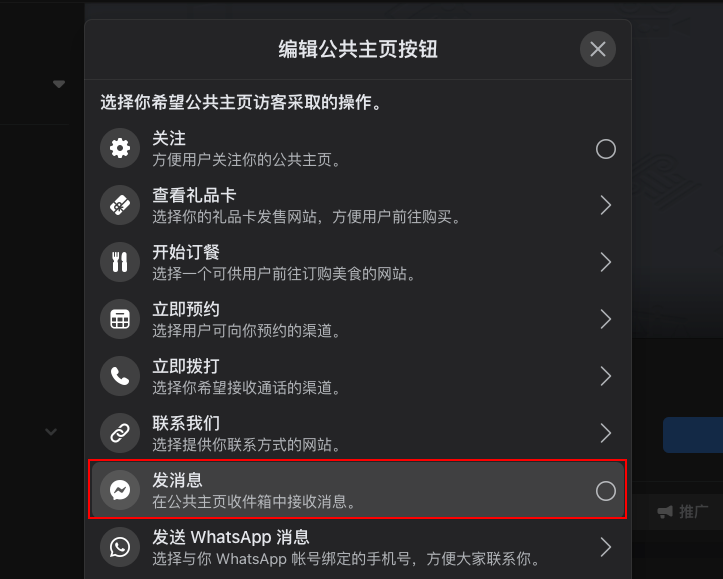 编辑公共主页按钮
选择你希望公共主页访客采取的操作。
关注
方便用户关注你的公共主页。
查看礼品卡
选择你的礼品卡发售网站，方便用户前往购买。
开始订餐
选择一个可供用户前往订购美食的网站。
立即预约
选择用户可向你预约的渠道。
立即拨打
选择你希望接收通话的渠道。
联系我们
选择提供你联系方式的网站。
发消息
在公共主页收件箱中接收消息。
推广
发送 WhatsApp 消息
选择与你 WhatsApp 帐号绑定的手机号，方便大家联系你。